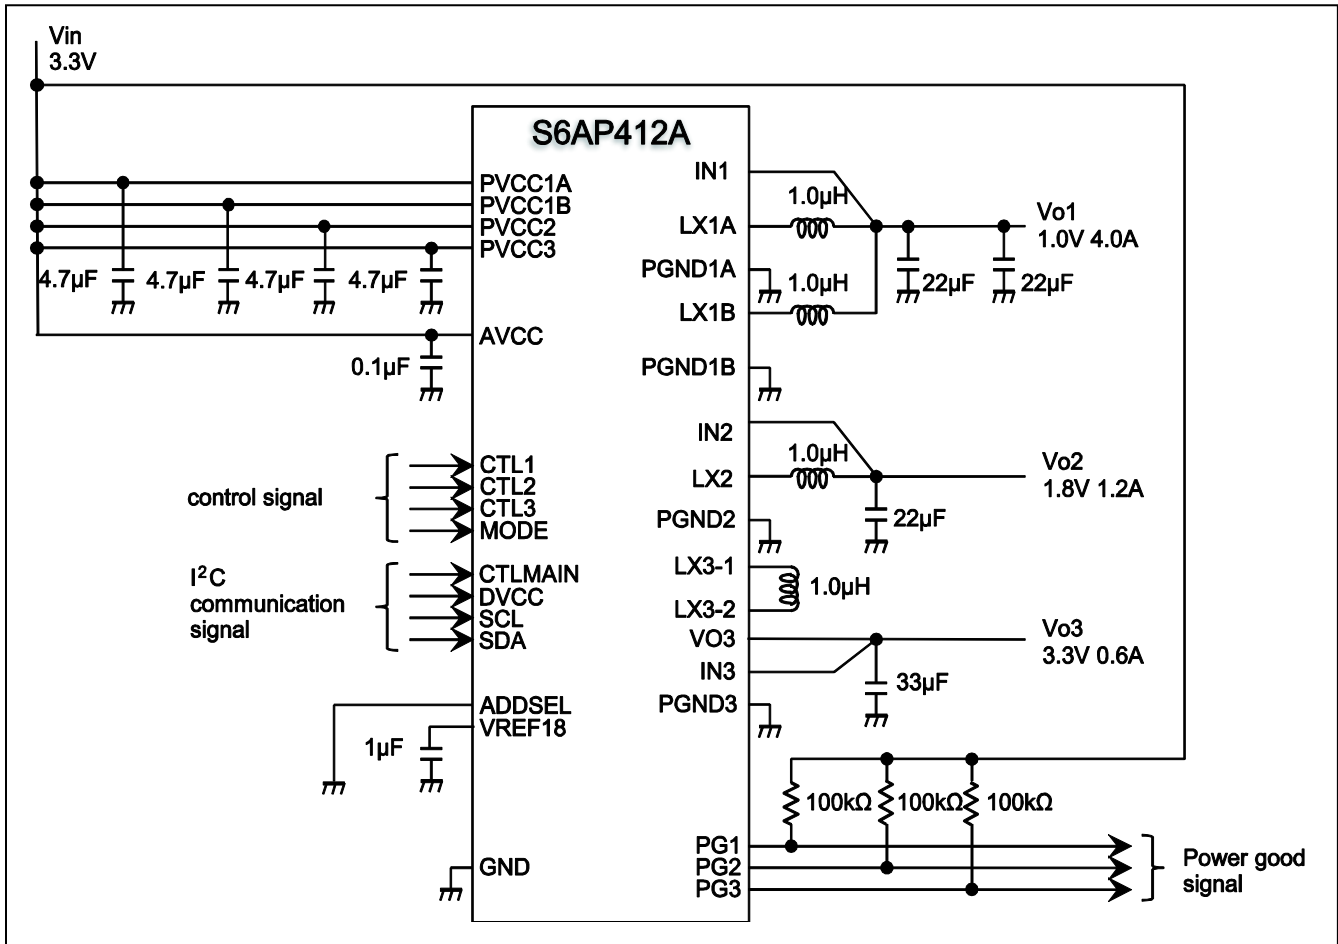 Vin
3.3V
S6AP412A
PVCC1A
PVCC1B
PVCC2
PVCC3
4.7µF
4.7µF
4.7µF
4.7µF
AVCC
0.1µF
control signal
CTL1
CTL2
CTL3
MODE
I²C
communication
signal
CTLMAIN
DVCC
SCL
SDA
ADDSEL
VREF18
1µF
GND
IN1
1.0µH
LX1A
Vo1
1.0V 4.0A
PGND1A
1.0µH
22µF
22µF
LX1B
PGND1B
IN2
1.0µH
LX2
Vo2
1.8V 1.2A
22µF
PGND2
LX3-1
1.0µH
LX3-2
VO3
Vo3
3.3V 0.6A
IN3
33µF
PGND3
100kΩ
100kΩ
100kΩ
PG1
PG2
PG3
Power good
signal